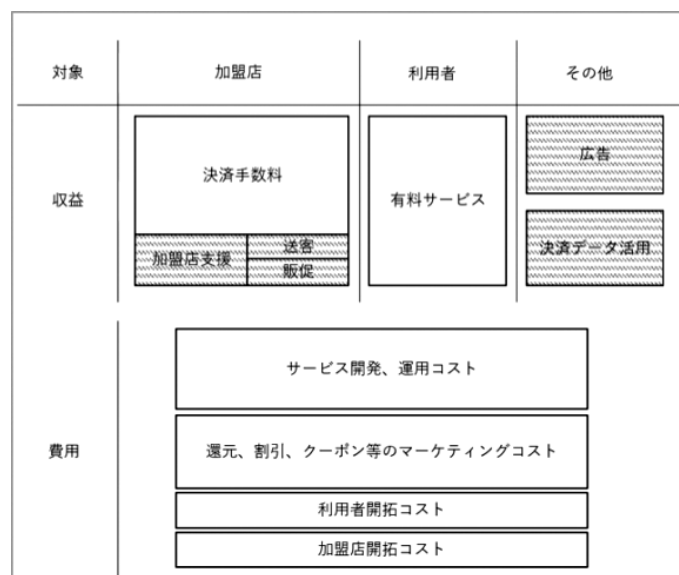 対象
加盟店
利用者
その他
収益
決済手数料
加盟店支援
送客
販促
有料サービス
広告
決済データ活用
費用
サービス開発、運用コスト
還元、割引、クーポン等のマーケティングコスト
利用者開拓コスト
加盟店開拓コスト